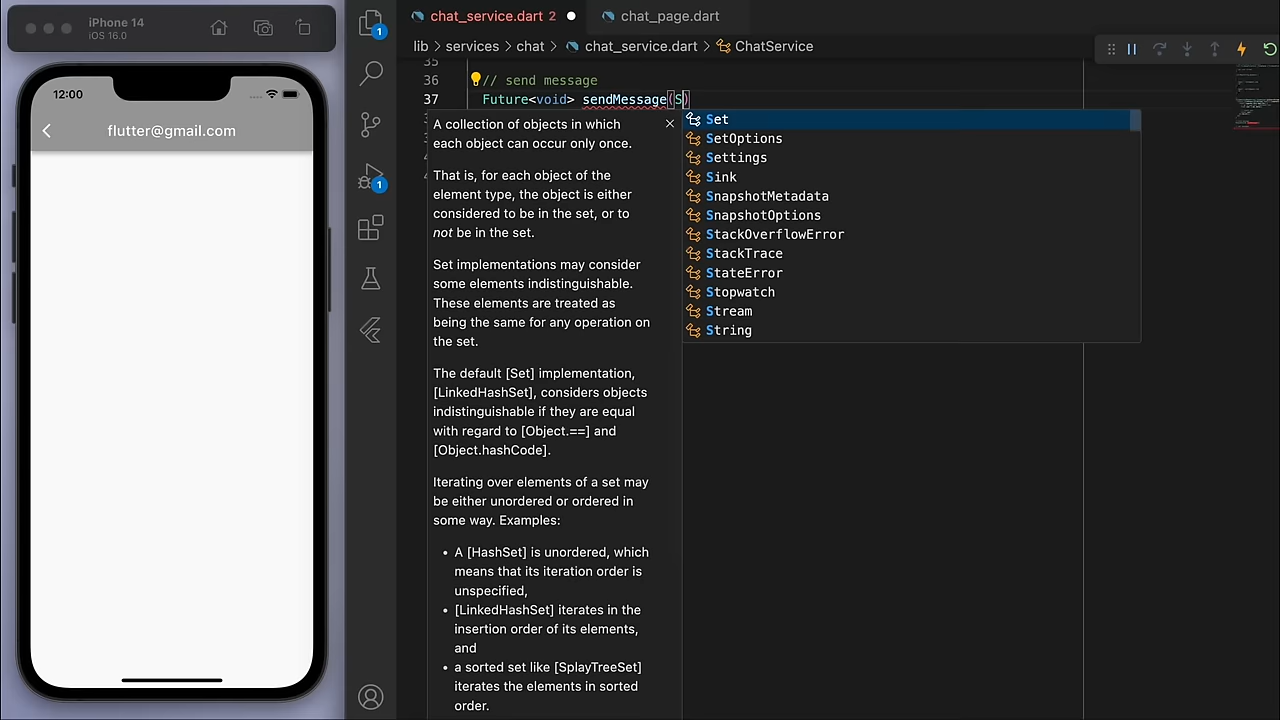 iPhone 14
iOS 16.0
12:00
flutter@gmail.com
1
1
chat_service.dart 2
chat_page.dart
lib > services > chat > chat_service.dart > ChatService
35
36 // send message
37 Future<void> sendMessage(S)
A collection of objects in which
each object can occur only once.
That is, for each object of the
element type, the object is either
considered to be in the set, or to
not be in the set.
Set implementations may consider
some elements indistinguishable.
These elements are treated as
being the same for any operation on
the set.
The default [Set] implementation,
[LinkedHashSet], considers objects
indistinguishable if they are equal
with regard to [Object.==] and
[Object.hashCode].
Iterating over elements of a set may
be either unordered or ordered in
some way. Examples:
• A [HashSet] is unordered, which
means that its iteration order is
unspecified,
• [LinkedHashSet] iterates in the
insertion order of its elements,
and
• a sorted set like [SplayTreeSet]
iterates the elements in sorted
order.
Set
SetOptions
Settings
Sink
SnapshotMetadata
SnapshotOptions
StackOverflowError
StackTrace
StateError
Stopwatch
Stream
String